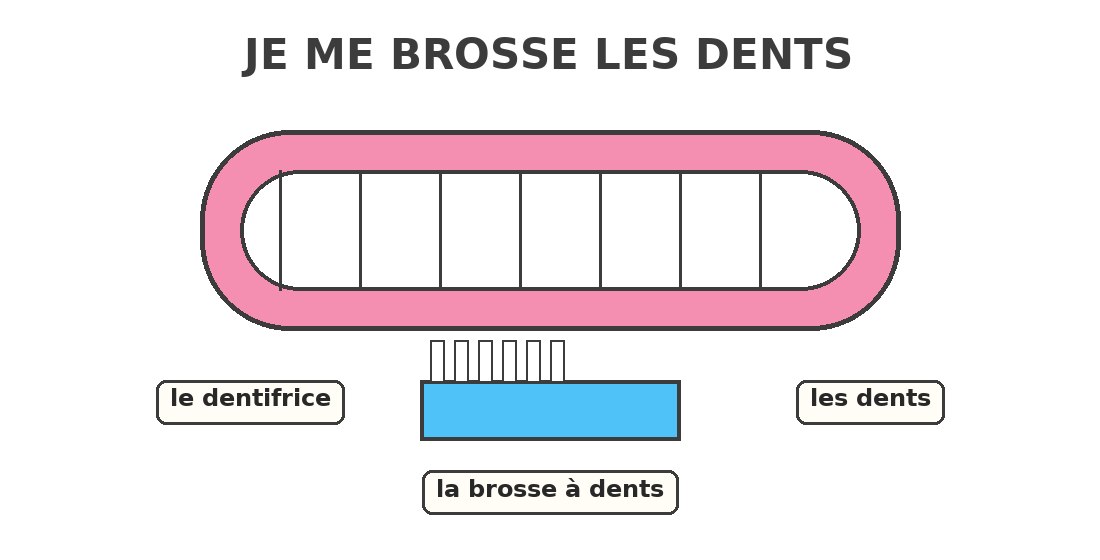 JE ME BROSSE LES DENTS
le dentifrice
les dents
la brosse à dents